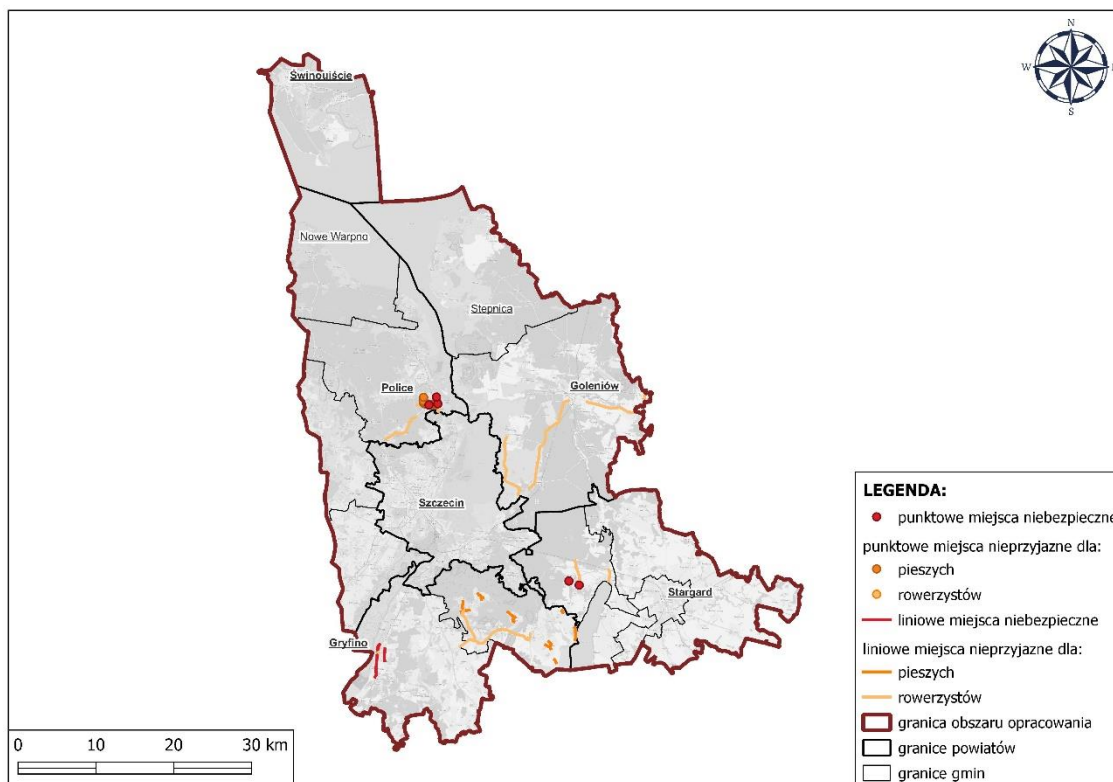 N
W
S
Świnoujście
Nowe Warpno
Stepnica
Police
Goleniów
Szczecin
Stargard
Gryfino
LEGENDA:
punktowe miejsca niebezpieczne
punktowe miejsca nieprzyjazne dla:
pieszych
rowerzystów
liniowe miejsca niebezpieczne
liniowe miejsca nieprzyjazne dla:
pieszych
rowerzystów
granica obszaru opracowania
granice powiatów
granice gmin
0 10 20 30 km